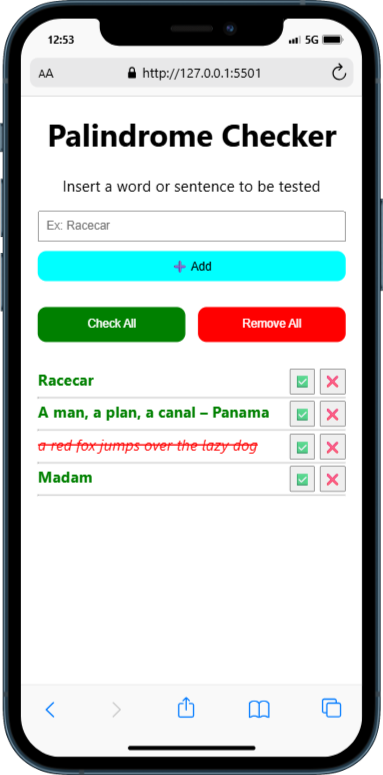 12:53
5G
AA
http://127.0.0.1:5501
Palindrome Checker
Insert a word or sentence to be tested
Ex: Racecar
➕ Add
Check All
Remove All
Racecar
A man, a plan, a canal – Panama
a red fox jumps over the lazy dog
Madam